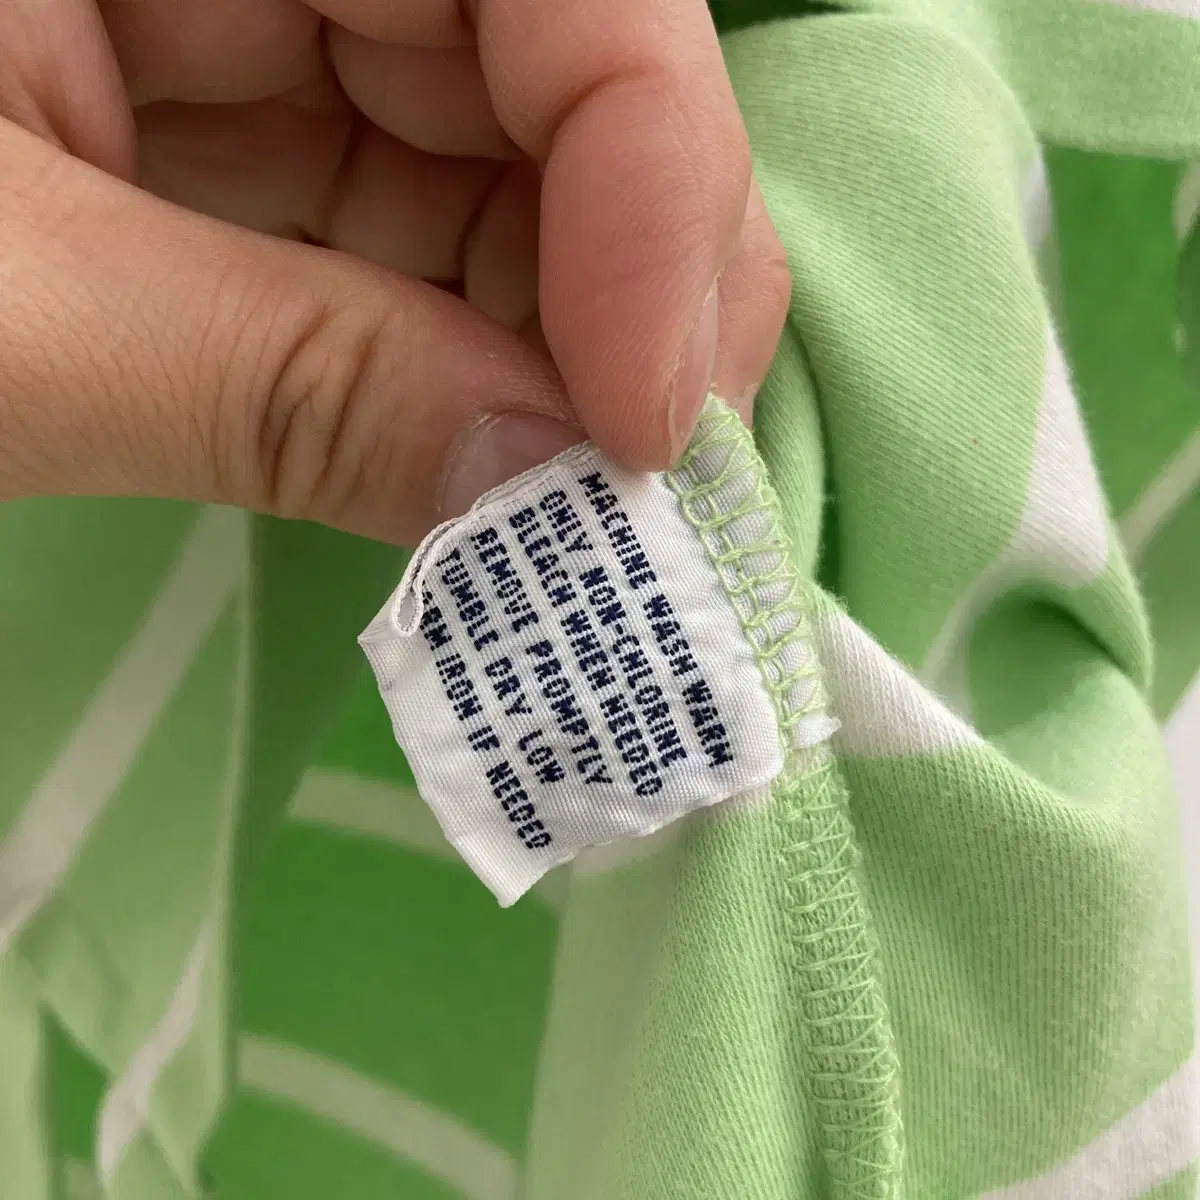 MACHINE WASH WARM
ONLY NON-CHLORINE
BLEACH WHEN NEEDED
REMOVE PROMPTLY
TUMBLE DRY LOW
IRON IF NEEDED